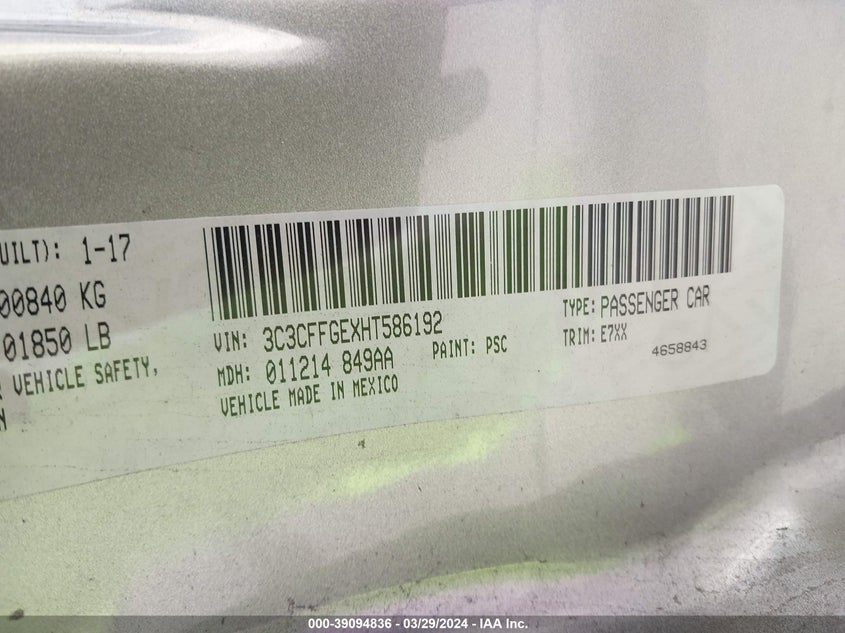 UILT): 1-17
00840 KG
01850 LB
VEHICLE SAFETY,
N
VIN: 3C3CFFGEXHT586192
TYPE: PASSENGER CAR
MDH: 011214 849AA
PAINT: PSC
TRIM: E7XX
VEHICLE MADE IN MEXICO
4658843
000-39094836 - 03/29/2024 - IAA Inc.